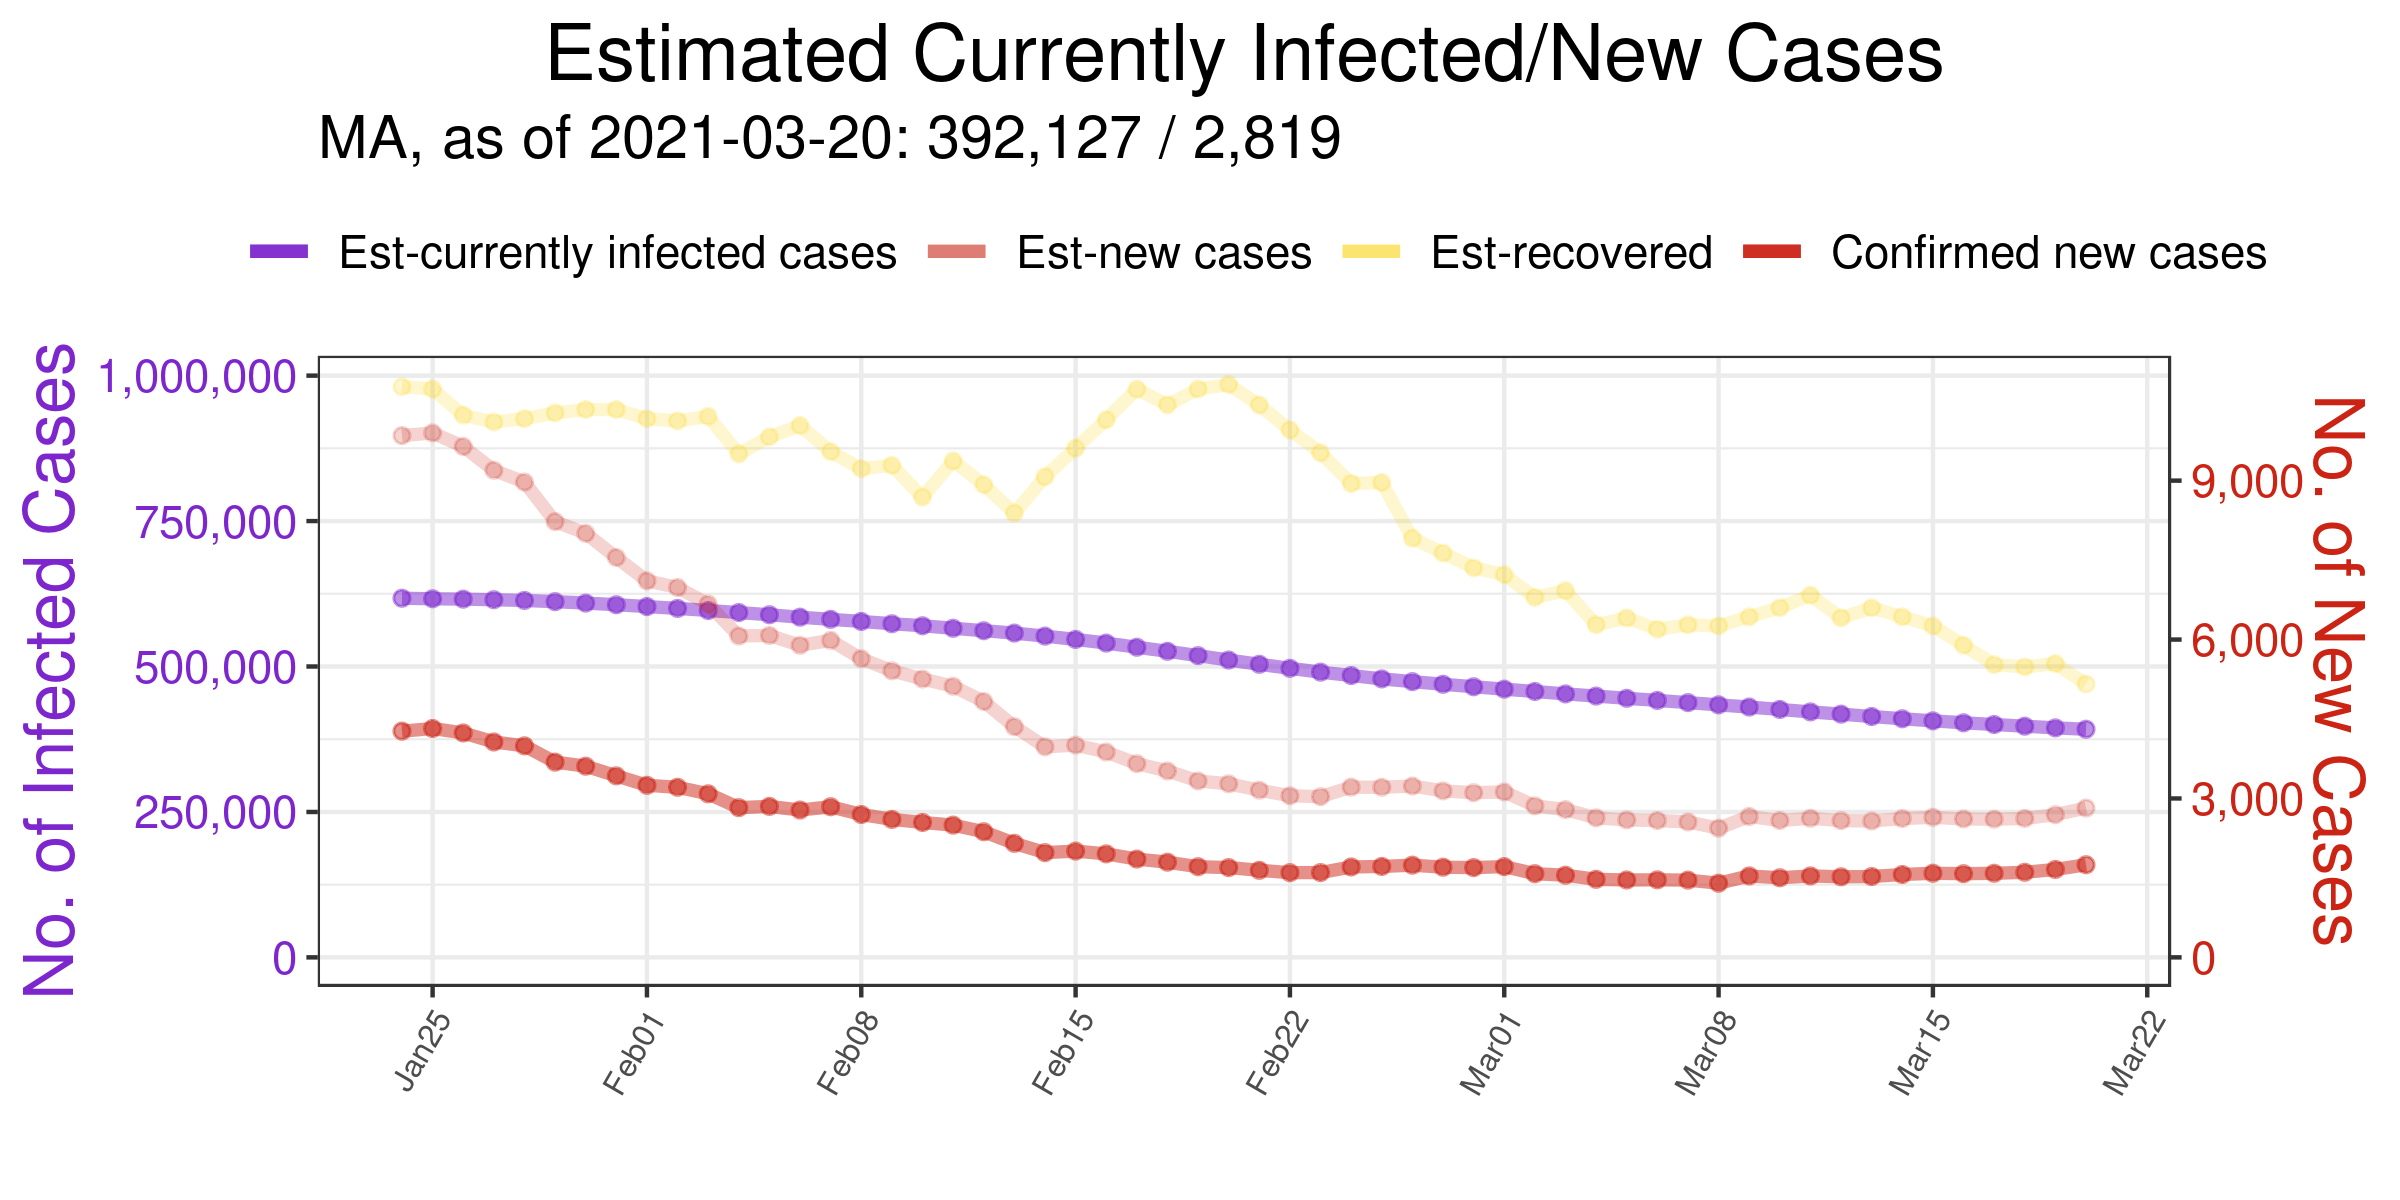 Estimated Currently Infected/New Cases
MA, as of 2021-03-20: 392,127 / 2,819
Est-currently infected cases Est-new cases Est-recovered Confirmed new cases
No. of Infected Cases
1,000,000
750,000
500,000
250,000
0
9,000
6,000
3,000
0
No. of New Cases
Jan25 Feb01 Feb08 Feb15 Feb22 Mar01 Mar08 Mar15 Mar22